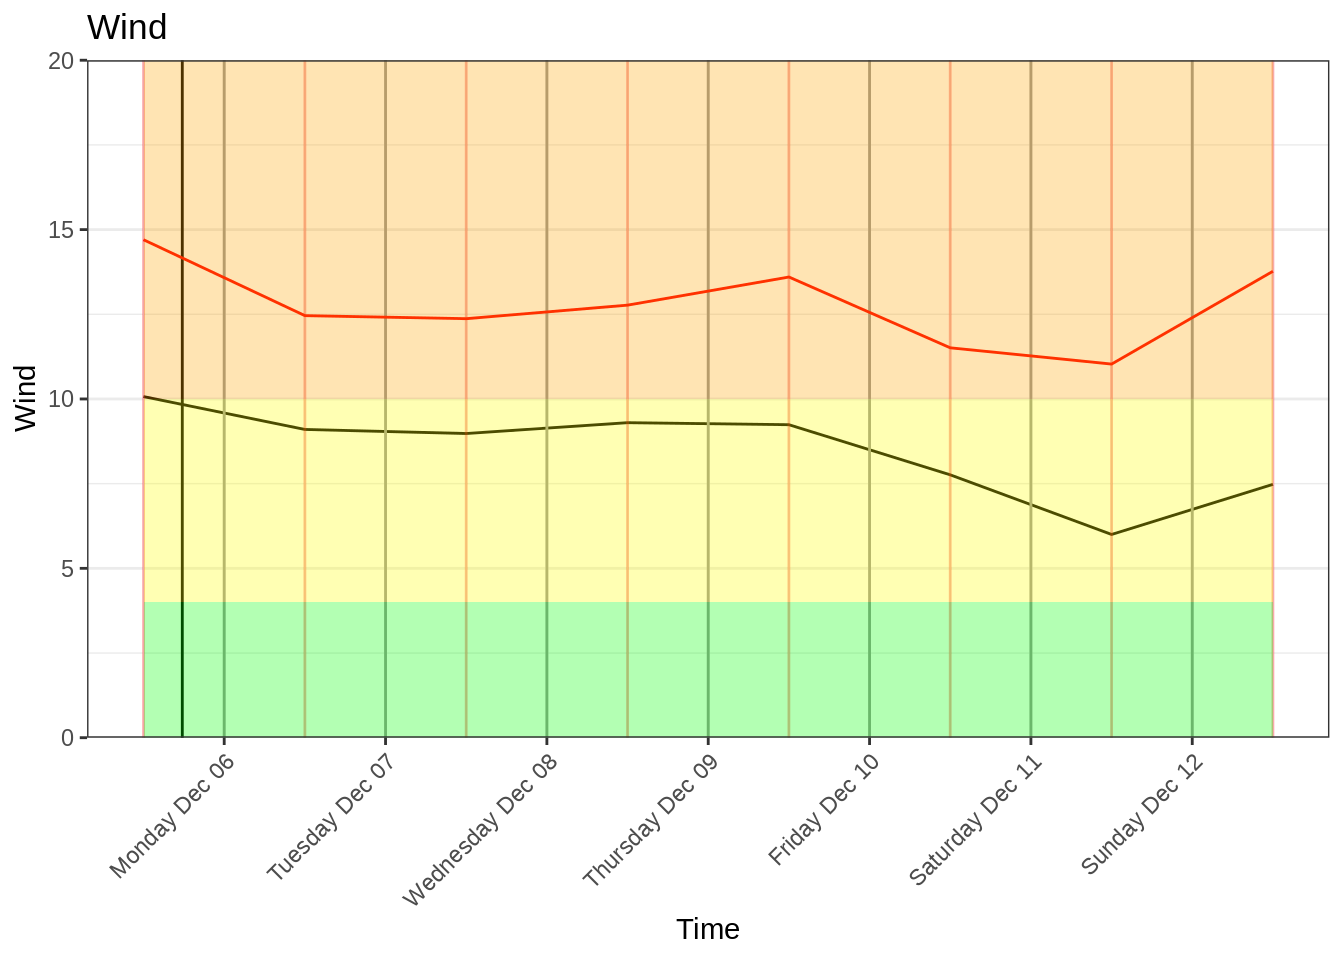 Wind
20
15
10
5
0
Wind
Monday Dec 06
Tuesday Dec 07
Wednesday Dec 08
Thursday Dec 09
Friday Dec 10
Saturday Dec 11
Sunday Dec 12
Time